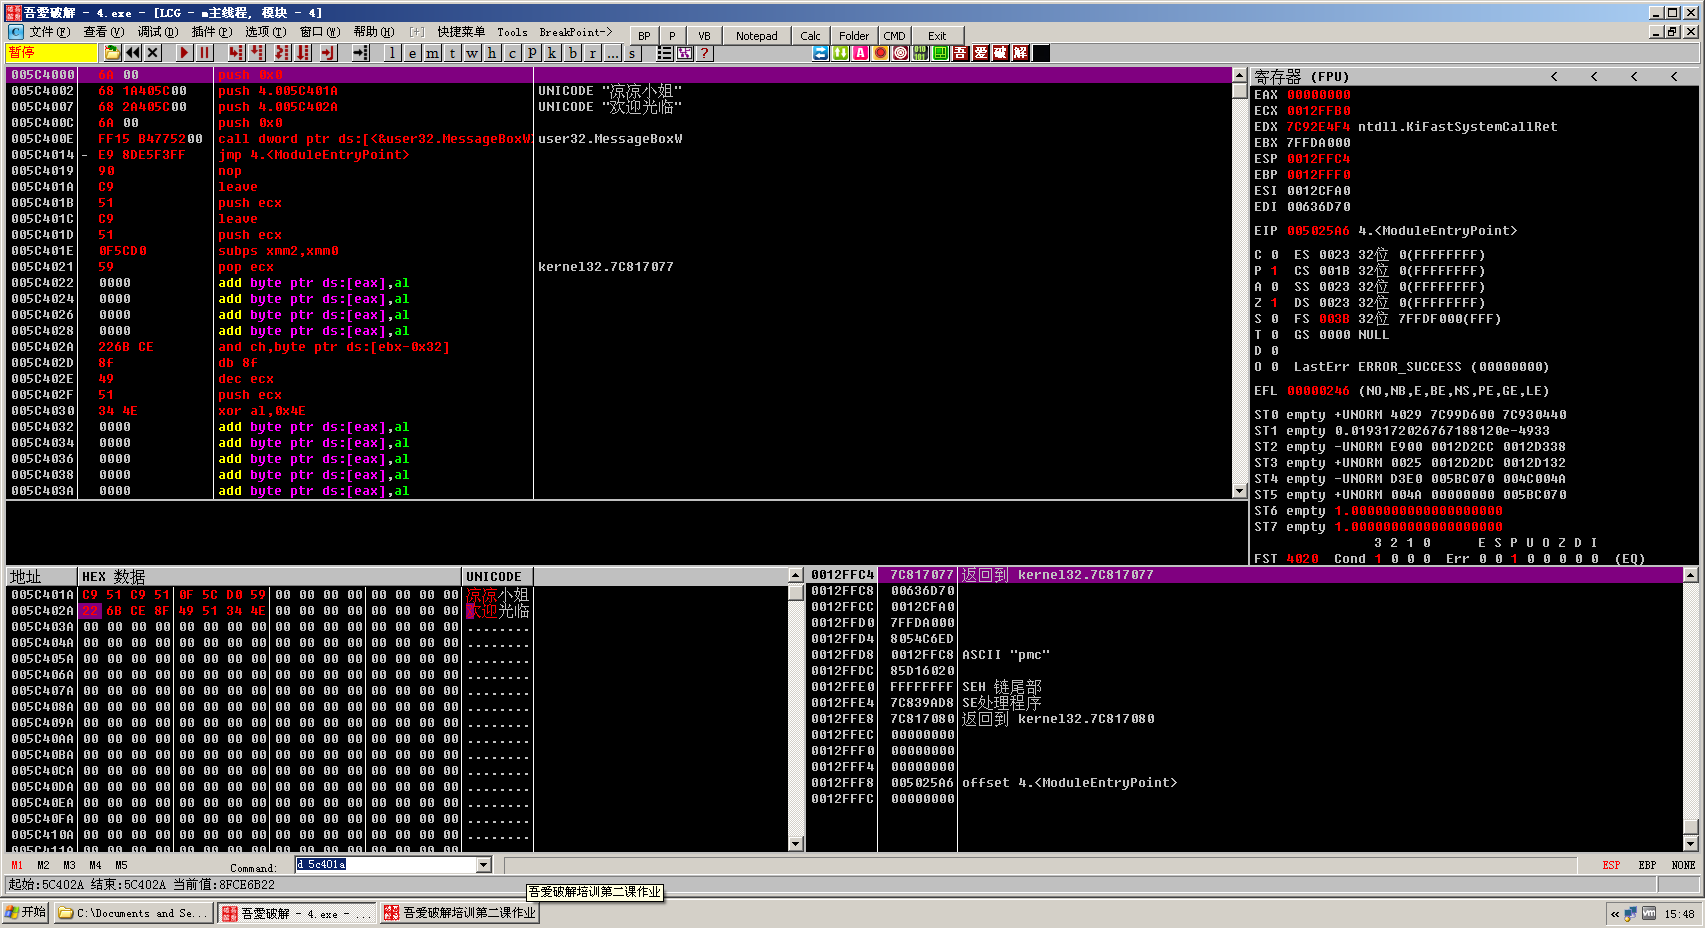 吾爱破解 - 4.exe - [LCG - m主线程, 模块 - 4]
文件(F) 查看(V) 调试(D) 插件(P) 选项(T) 窗口(W) 帮助(H) [+] 快捷菜单 Tools BreakPoint->
BP P VB Notepad Calc Folder CMD Exit
暂停
l e m t w h c p k b r ... s
吾 爱 破 解
005C4000 6A 00 push 0x0
005C4002 68 1A405C00 push 4.005C401A UNICODE "凉凉小姐"
005C4007 68 2A405C00 push 4.005C402A UNICODE "欢迎光临"
005C400C 6A 00 push 0x0
005C400E FF15 B4775200 call dword ptr ds:[<&user32.MessageBoxW> user32.MessageBoxW
005C4014 - E9 8DE5F3FF jmp 4.<ModuleEntryPoint>
005C4019 90 nop
005C401A C9 leave
005C401B 51 push ecx
005C401C C9 leave
005C401D 51 push ecx
005C401E 0F5CD0 subps xmm2,xmm0
005C4021 59 pop ecx kernel32.7C817077
005C4022 0000 add byte ptr ds:[eax],al
005C4024 0000 add byte ptr ds:[eax],al
005C4026 0000 add byte ptr ds:[eax],al
005C4028 0000 add byte ptr ds:[eax],al
005C402A 226B CE and ch,byte ptr ds:[ebx-0x32]
005C402D 8f db 8f
005C402E 49 dec ecx
005C402F 51 push ecx
005C4030 34 4E xor al,0x4E
005C4032 0000 add byte ptr ds:[eax],al
005C4034 0000 add byte ptr ds:[eax],al
005C4036 0000 add byte ptr ds:[eax],al
005C4038 0000 add byte ptr ds:[eax],al
005C403A 0000 add byte ptr ds:[eax],al
寄存器 (FPU) < < < <
EAX 00000000
ECX 0012FFB0
EDX 7C92E4F4 ntdll.KiFastSystemCallRet
EBX 7FFDA000
ESP 0012FFC4
EBP 0012FFF0
ESI 0012CFA0
EDI 00636D70
EIP 005025A6 4.<ModuleEntryPoint>
C 0 ES 0023 32位 0(FFFFFFFF)
P 1 CS 001B 32位 0(FFFFFFFF)
A 0 SS 0023 32位 0(FFFFFFFF)
Z 1 DS 0023 32位 0(FFFFFFFF)
S 0 FS 003B 32位 7FFDF000(FFF)
T 0 GS 0000 NULL
D 0
O 0 LastErr ERROR_SUCCESS (00000000)
EFL 00000246 (NO,NB,E,BE,NS,PE,GE,LE)
ST0 empty +UNORM 4029 7C99D600 7C930440
ST1 empty 0.0193172026767188120e-4933
ST2 empty -UNORM E900 0012D2CC 0012D338
ST3 empty +UNORM 0025 0012D2DC 0012D132
ST4 empty -UNORM D3E0 005BC070 004C004A
ST5 empty +UNORM 004A 00000000 005BC070
ST6 empty 1.0000000000000000000
ST7 empty 1.0000000000000000000
3 2 1 0 E S P U O Z D I
FST 4020 Cond 1 0 0 0 Err 0 0 1 0 0 0 0 0 (EQ)
地址 HEX 数据 UNICODE
005C401A C9 51 C9 51 0F 5C D0 59 00 00 00 00 00 00 00 00 凉凉小姐
005C402A 22 6B CE 8F 49 51 34 4E 00 00 00 00 00 00 00 00 欢迎光临
005C403A 00 00 00 00 00 00 00 00 00 00 00 00 00 00 00 00 ........
005C404A 00 00 00 00 00 00 00 00 00 00 00 00 00 00 00 00 ........
005C405A 00 00 00 00 00 00 00 00 00 00 00 00 00 00 00 00 ........
005C406A 00 00 00 00 00 00 00 00 00 00 00 00 00 00 00 00 ........
005C407A 00 00 00 00 00 00 00 00 00 00 00 00 00 00 00 00 ........
005C408A 00 00 00 00 00 00 00 00 00 00 00 00 00 00 00 00 ........
005C409A 00 00 00 00 00 00 00 00 00 00 00 00 00 00 00 00 ........
005C40AA 00 00 00 00 00 00 00 00 00 00 00 00 00 00 00 00 ........
005C40BA 00 00 00 00 00 00 00 00 00 00 00 00 00 00 00 00 ........
005C40CA 00 00 00 00 00 00 00 00 00 00 00 00 00 00 00 00 ........
005C40DA 00 00 00 00 00 00 00 00 00 00 00 00 00 00 00 00 ........
005C40EA 00 00 00 00 00 00 00 00 00 00 00 00 00 00 00 00 ........
005C40FA 00 00 00 00 00 00 00 00 00 00 00 00 00 00 00 00 ........
005C410A 00 00 00 00 00 00 00 00 00 00 00 00 00 00 00 00 ........
005C411A 00 00 00 00 00 00 00 00 00 00 00 00 00 00 00 00 ........
0012FFC4 7C817077 返回到 kernel32.7C817077
0012FFC8 00636D70
0012FFCC 0012CFA0
0012FFD0 7FFDA000
0012FFD4 8054C6ED
0012FFD8 0012FFC8 ASCII "pmc"
0012FFDC 85D16020
0012FFE0 FFFFFFFF SEH 链尾部
0012FFE4 7C839AD8 SE处理程序
0012FFE8 7C817080 返回到 kernel32.7C817080
0012FFEC 00000000
0012FFF0 00000000
0012FFF4 00000000
0012FFF8 005025A6 offset 4.<ModuleEntryPoint>
0012FFFC 00000000
M1 M2 M3 M4 M5 Command: d 5c401a ESP EBP NONE
起始:5C402A 结束:5C402A 当前值:8FCE6B22
吾爱破解培训第二课作业
开始 C:\Documents and Se... 吾爱破解 - 4.exe - ... 吾爱破解培训第二课作业 « 15:48